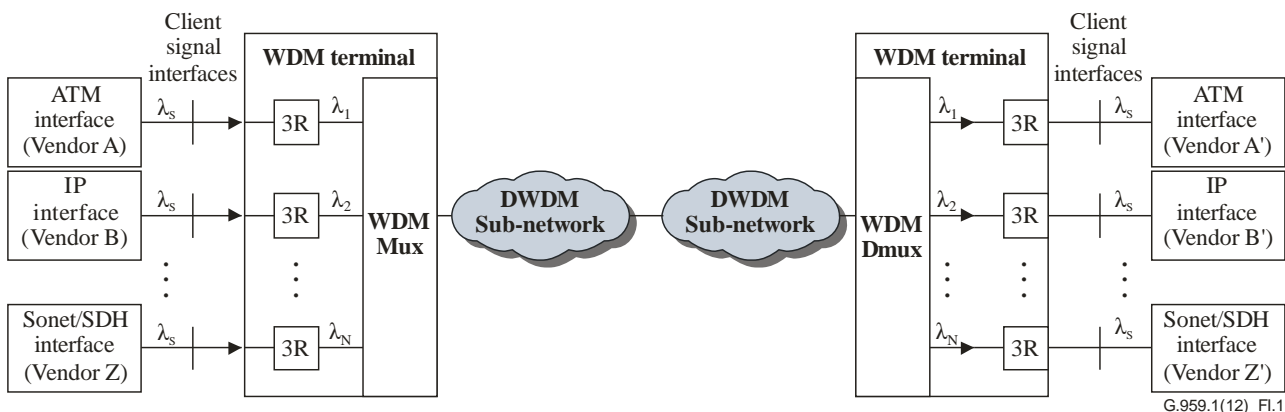 Client
signal
interfaces
WDM terminal
ATM
interface
(Vendor A)
λs
3R
λ1
IP
interface
(Vendor B)
λs
3R
λ2
WDM
Mux
Sonet/SDH
interface
(Vendor Z)
λs
3R
λN
DWDM
Sub-network
DWDM
Sub-network
WDM terminal
Client
signal
interfaces
WDM
Dmux
λ1
3R
λs
ATM
interface
(Vendor A')
λ2
3R
λs
IP
interface
(Vendor B')
λN
3R
λs
Sonet/SDH
interface
(Vendor Z')
G.959.1(12)_FI.1